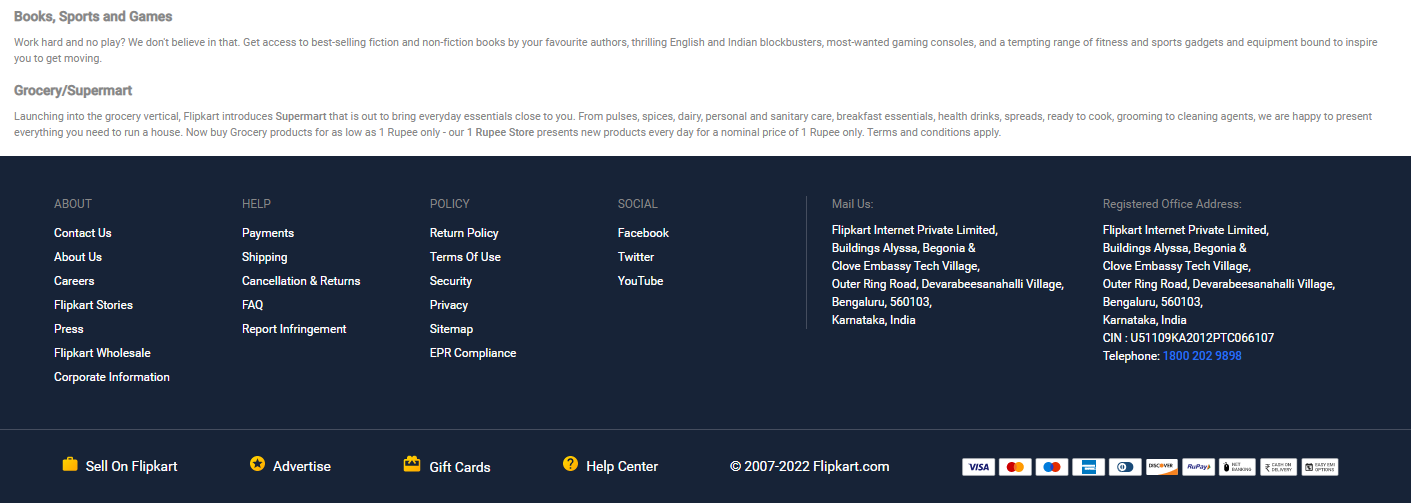 Books, Sports and Games
Work hard and no play? We don't believe in that. Get access to best-selling fiction and non-fiction books by your favourite authors, thrilling English and Indian blockbusters, most-wanted gaming consoles, and a tempting range of fitness and sports gadgets and equipment bound to inspire
you to get moving.
Grocery/Supermart
Launching into the grocery vertical, Flipkart introduces Supermart that is out to bring everyday essentials close to you. From pulses, spices, dairy, personal and sanitary care, breakfast essentials, health drinks, spreads, ready to cook, grooming to cleaning agents, we are happy to present
everything you need to run a house. Now buy Grocery products for as low as 1 Rupee only - our 1 Rupee Store presents new products every day for a nominal price of 1 Rupee only. Terms and conditions apply.
ABOUT
Contact Us
About Us
Careers
Flipkart Stories
Press
Flipkart Wholesale
Corporate Information
HELP
Payments
Shipping
Cancellation & Returns
FAQ
Report Infringement
POLICY
Return Policy
Terms Of Use
Security
Privacy
Sitemap
EPR Compliance
SOCIAL
Facebook
Twitter
YouTube
Mail Us:
Flipkart Internet Private Limited,
Buildings Alyssa, Begonia &
Clove Embassy Tech Village,
Outer Ring Road, Devarabeesanahalli Village,
Bengaluru, 560103,
Karnataka, India
Registered Office Address:
Flipkart Internet Private Limited,
Buildings Alyssa, Begonia &
Clove Embassy Tech Village,
Outer Ring Road, Devarabeesanahalli Village,
Bengaluru, 560103,
Karnataka, India
CIN : U51109KA2012PTC066107
Telephone: 1800 202 9898
Sell On Flipkart
Advertise
Gift Cards
Help Center
© 2007-2022 Flipkart.com
VISA
DISCOVER
RuPay
NET
BANKING
CASH ON
DELIVERY
EASY EMI
OPTIONS